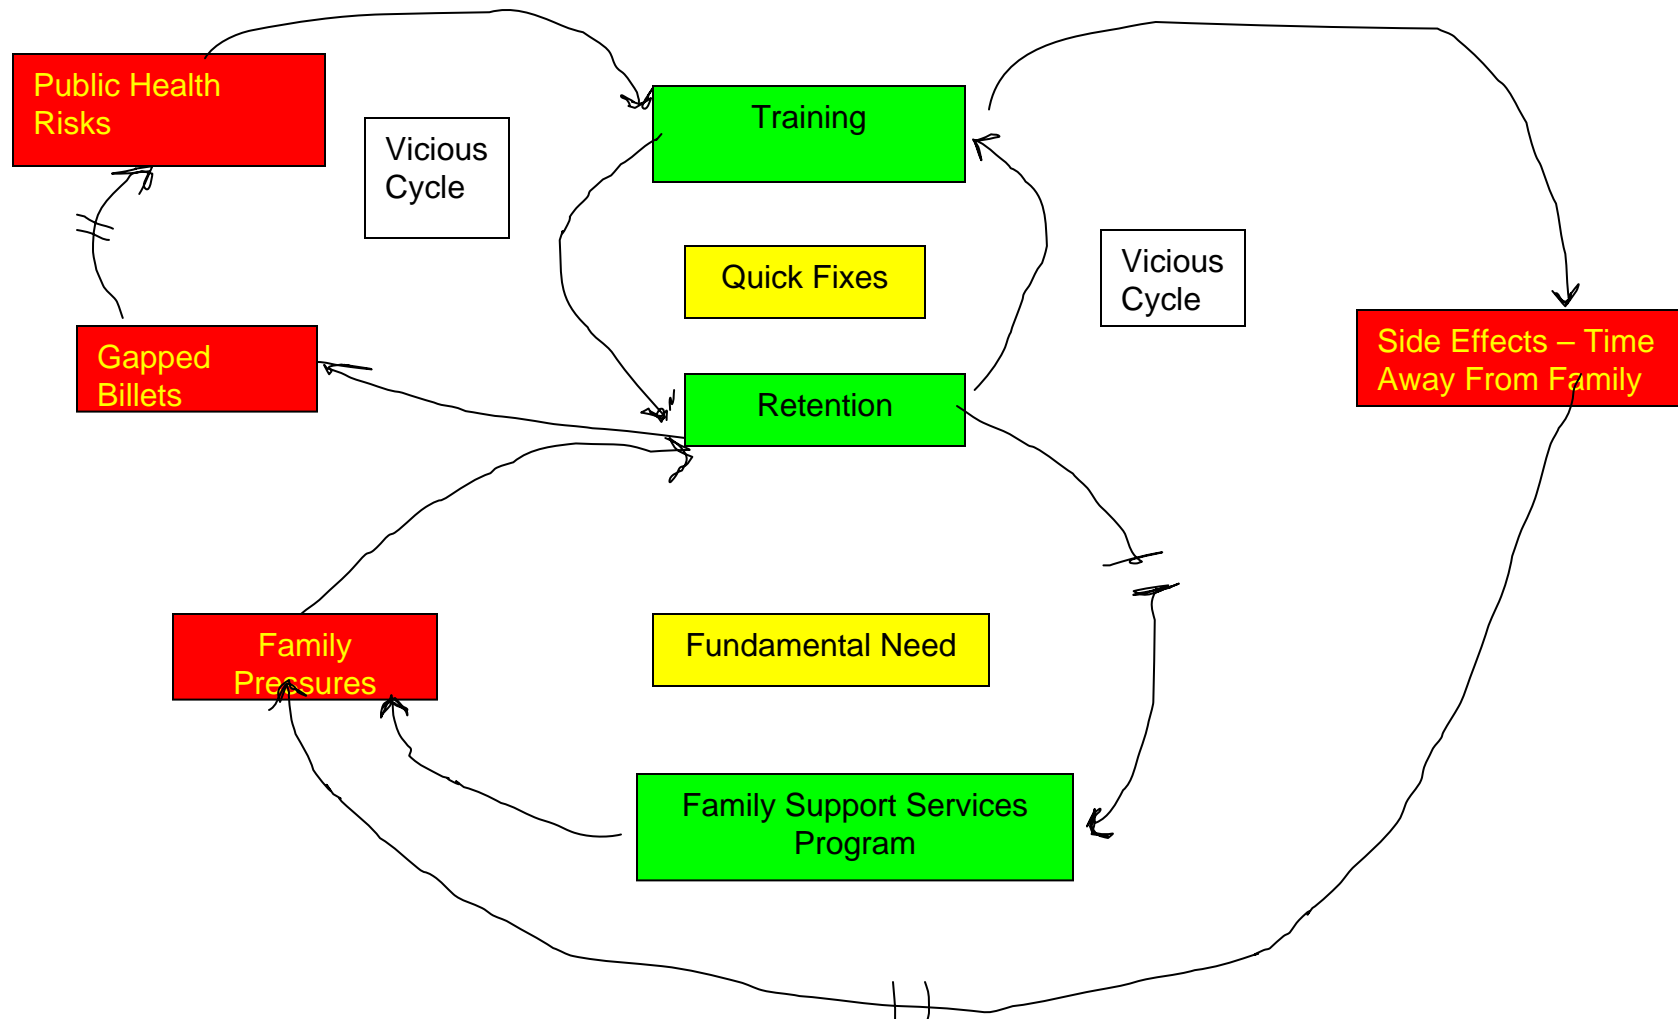 Public Health
Risks
Training
Vicious
Cycle
Quick Fixes
Vicious
Cycle
Gapped
Billets
Side Effects – Time
Away From Family
Retention
Family
Pressures
Fundamental Need
Family Support Services
Program